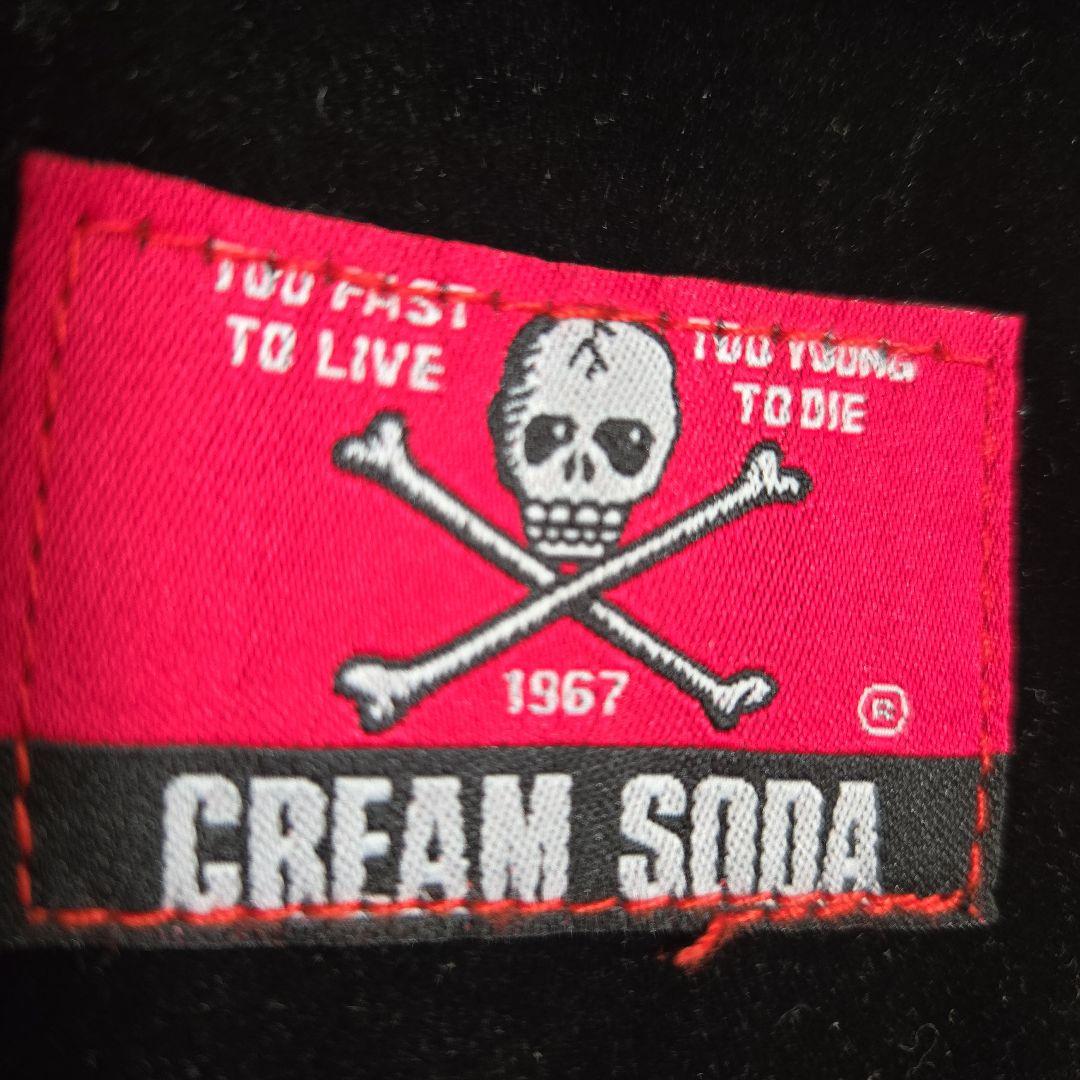 TOO FAST
TO LIVE
TOO YOUNG
TO DIE
1967
®
CREAM SODA